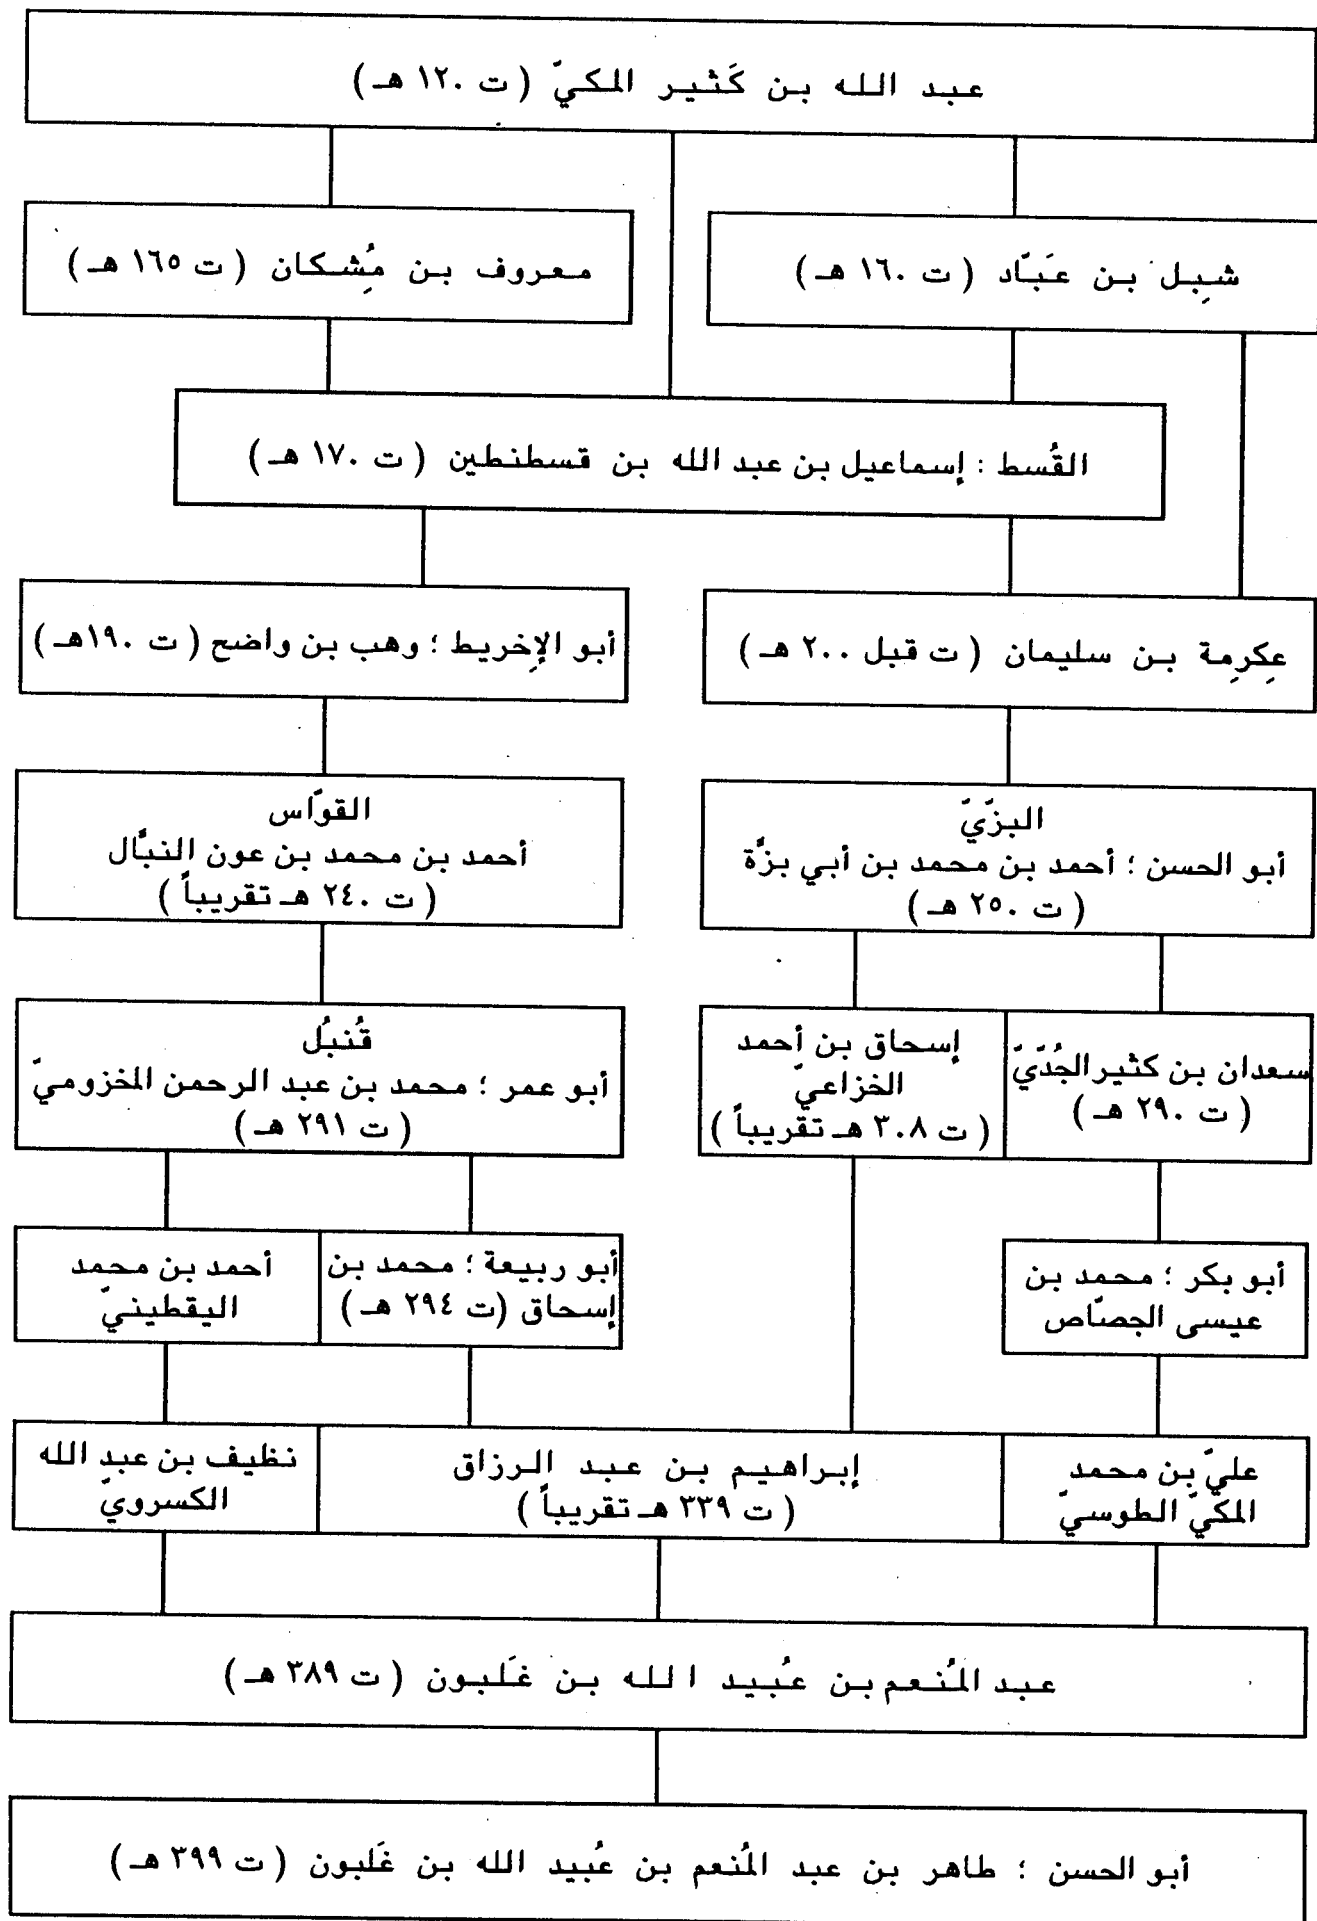 عبد الله بن كَثير المكيّ ( ت ١٢٠ هـ )
شِبل بن عَبّاد ( ت ١٦٠ هـ )
معروف بن مُِشكان ( ت ١٦٥ هـ )
القُسط : إسماعيل بن عبد الله بن قسطنطين ( ت ١٧٠ هـ )
عِكرِمة بن سليمان ( ت قبل ٢٠٠ هـ )
أبو الإخريط ؛ وهب بن واضح ( ت ١٩٠هـ )
البزّيّ
أبو الحسن ؛ أحمد بن محمد بن أبي بزَّة
( ت ٢٥٠ هـ )
القوّاس
أحمد بن محمد بن عون النبَّال
( ت ٢٤٠ هـ تقريباً )
سعدان بن كثير الجُدّيّ
( ت ٢٩٠ هـ )
إسحاق بن أحمد
الخزاعيّ
( ت ٣٠٨ هـ تقريباً )
قُنبُل
أبو عمر ؛ محمد بن عبد الرحمن المخزوميّ
( ت ٢٩١ هـ )
أبو بكر ؛ محمد بن
عيسى الجصّاص
أبو ربيعة ؛ محمد بن
إسحاق (ت ٢٩٤ هـ )
أحمد بن محمد
اليقطينيّ
عليّ بن محمد
المكيّ الطوسيّ
إبراهيم بن عبد الرزاق
( ت ٣٣٩ هـ تقريباً )
نظيف بن عبد الله
الكسرويّ
عبد المُنعم بن عُبيد الله بن غَلبون ( ت ٣٨٩ هـ )
أبو الحسن ؛ طاهر بن عبد المُنعم بن عُبيد الله بن غَلبون ( ت ٣٩٩ هـ )